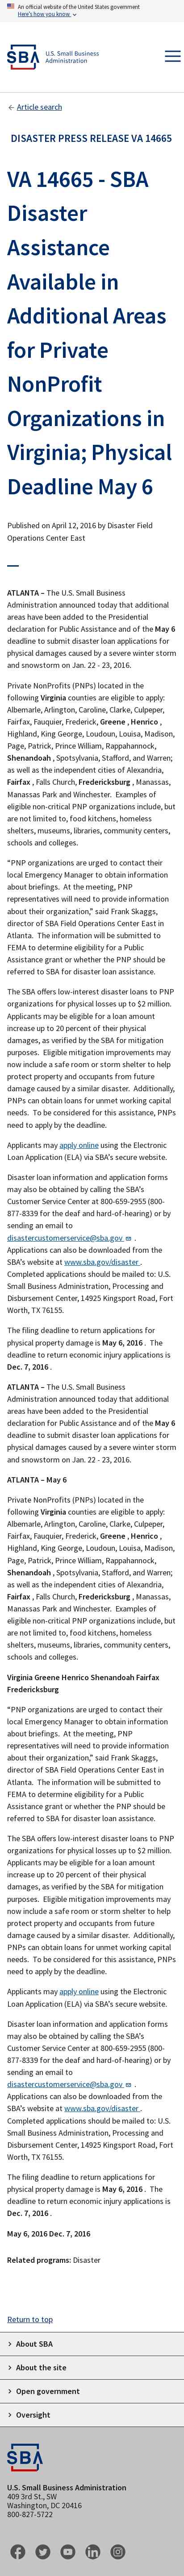 An official website of the United States government
Here's how you know
SBA U.S. Small Business
Administration
← Article search
DISASTER PRESS RELEASE VA 14665
VA 14665 - SBA
Disaster
Assistance
Available in
Additional Areas
for Private
NonProfit
Organizations in
Virginia; Physical
Deadline May 6
Published on April 12, 2016 by Disaster Field
Operations Center East
ATLANTA – The U.S. Small Business
Administration announced today that additional
areas have been added to the Presidential
declaration for Public Assistance and of the May 6
deadline to submit disaster loan applications for
physical damages caused by a severe winter storm
and snowstorm on Jan. 22 - 23, 2016.
Private NonProfits (PNPs) located in the
following Virginia counties are eligible to apply:
Albemarle, Arlington, Caroline, Clarke, Culpeper,
Fairfax, Fauquier, Frederick, Greene , Henrico ,
Highland, King George, Loudoun, Louisa, Madison,
Page, Patrick, Prince William, Rappahannock,
Shenandoah , Spotsylvania, Stafford, and Warren;
as well as the independent cities of Alexandria,
Fairfax , Falls Church, Fredericksburg , Manassas,
Manassas Park and Winchester.  Examples of
eligible non-critical PNP organizations include, but
are not limited to, food kitchens, homeless
shelters, museums, libraries, community centers,
schools and colleges.
“PNP organizations are urged to contact their
local Emergency Manager to obtain information
about briefings.  At the meeting, PNP
representatives will need to provide information
about their organization,” said Frank Skaggs,
director of SBA Field Operations Center East in
Atlanta.  The information will be submitted to
FEMA to determine eligibility for a Public
Assistance grant or whether the PNP should be
referred to SBA for disaster loan assistance.
The SBA offers low-interest disaster loans to PNP
organizations for physical losses up to $2 million.
Applicants may be eligible for a loan amount
increase up to 20 percent of their physical
damages, as verified by the SBA for mitigation
purposes.  Eligible mitigation improvements may
now include a safe room or storm shelter to help
protect property and occupants from future
damage caused by a similar disaster.  Additionally,
PNPs can obtain loans for unmet working capital
needs.  To be considered for this program, PNPs
need to apply by the deadline.
Applicants may apply online using the Electronic
Loan Application (ELA) via SBA’s secure website.
Disaster loan information and application forms
may also be obtained by calling the SBA’s
Customer Service Center at 800-659-2955 (800-
877-8339 for the deaf and hard-of-hearing) or by
sending an email to
disastercustomerservice@sba.gov .
Applications can also be downloaded from the
SBA’s website at www.sba.gov/disaster .
Completed applications should be mailed to: U.S.
Small Business Administration, Processing and
Disbursement Center, 14925 Kingsport Road, Fort
Worth, TX 76155.
The filing deadline to return applications for
physical property damage is May 6, 2016 .  The
deadline to return economic injury applications is
Dec. 7, 2016 .
ATLANTA – The U.S. Small Business
Administration announced today that additional
areas have been added to the Presidential
declaration for Public Assistance and of the May 6
deadline to submit disaster loan applications for
physical damages caused by a severe winter storm
and snowstorm on Jan. 22 - 23, 2016.
ATLANTA – May 6
Private NonProfits (PNPs) located in the
following Virginia counties are eligible to apply:
Albemarle, Arlington, Caroline, Clarke, Culpeper,
Fairfax, Fauquier, Frederick, Greene , Henrico ,
Highland, King George, Loudoun, Louisa, Madison,
Page, Patrick, Prince William, Rappahannock,
Shenandoah , Spotsylvania, Stafford, and Warren;
as well as the independent cities of Alexandria,
Fairfax , Falls Church, Fredericksburg , Manassas,
Manassas Park and Winchester.  Examples of
eligible non-critical PNP organizations include, but
are not limited to, food kitchens, homeless
shelters, museums, libraries, community centers,
schools and colleges.
Virginia Greene Henrico Shenandoah Fairfax
Fredericksburg
“PNP organizations are urged to contact their
local Emergency Manager to obtain information
about briefings.  At the meeting, PNP
representatives will need to provide information
about their organization,” said Frank Skaggs,
director of SBA Field Operations Center East in
Atlanta.  The information will be submitted to
FEMA to determine eligibility for a Public
Assistance grant or whether the PNP should be
referred to SBA for disaster loan assistance.
The SBA offers low-interest disaster loans to PNP
organizations for physical losses up to $2 million.
Applicants may be eligible for a loan amount
increase up to 20 percent of their physical
damages, as verified by the SBA for mitigation
purposes.  Eligible mitigation improvements may
now include a safe room or storm shelter to help
protect property and occupants from future
damage caused by a similar disaster.  Additionally,
PNPs can obtain loans for unmet working capital
needs.  To be considered for this program, PNPs
need to apply by the deadline.
Applicants may apply online using the Electronic
Loan Application (ELA) via SBA’s secure website.
Disaster loan information and application forms
may also be obtained by calling the SBA’s
Customer Service Center at 800-659-2955 (800-
877-8339 for the deaf and hard-of-hearing) or by
sending an email to
disastercustomerservice@sba.gov .
Applications can also be downloaded from the
SBA’s website at www.sba.gov/disaster .
Completed applications should be mailed to: U.S.
Small Business Administration, Processing and
Disbursement Center, 14925 Kingsport Road, Fort
Worth, TX 76155.
The filing deadline to return applications for
physical property damage is May 6, 2016 .  The
deadline to return economic injury applications is
Dec. 7, 2016 .
May 6, 2016 Dec. 7, 2016
Related programs: Disaster
Return to top
About SBA
About the site
Open government
Oversight
SBA
U.S. Small Business Administration
409 3rd St., SW
Washington, DC 20416
800-827-5722